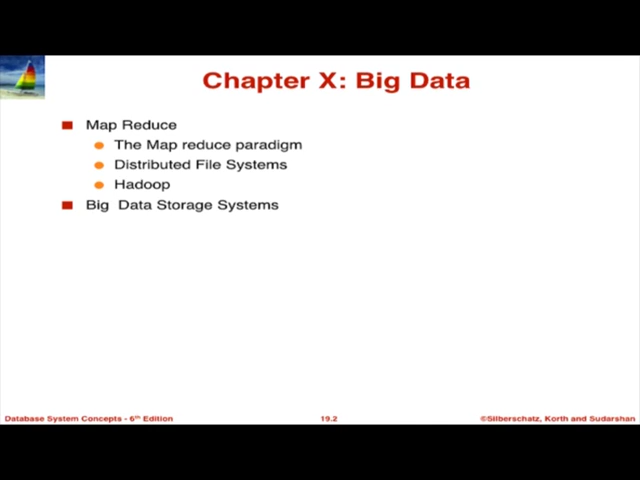 Chapter X: Big Data
Map Reduce
The Map reduce paradigm
Distributed File Systems
Hadoop
Big Data Storage Systems
Database System Concepts - 6th Edition
19.2
©Silberschatz, Korth and Sudarshan